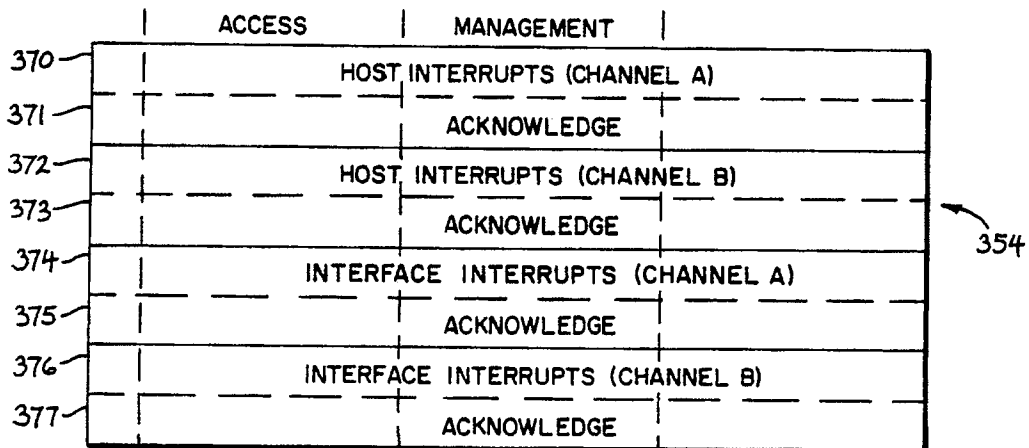 ACCESS MANAGEMENT
370 HOST INTERRUPTS (CHANNEL A)
371 ACKNOWLEDGE
372 HOST INTERRUPTS (CHANNEL B)
373 ACKNOWLEDGE
354
374 INTERFACE INTERRUPTS (CHANNEL A)
375 ACKNOWLEDGE
376 INTERFACE INTERRUPTS (CHANNEL B)
377 ACKNOWLEDGE